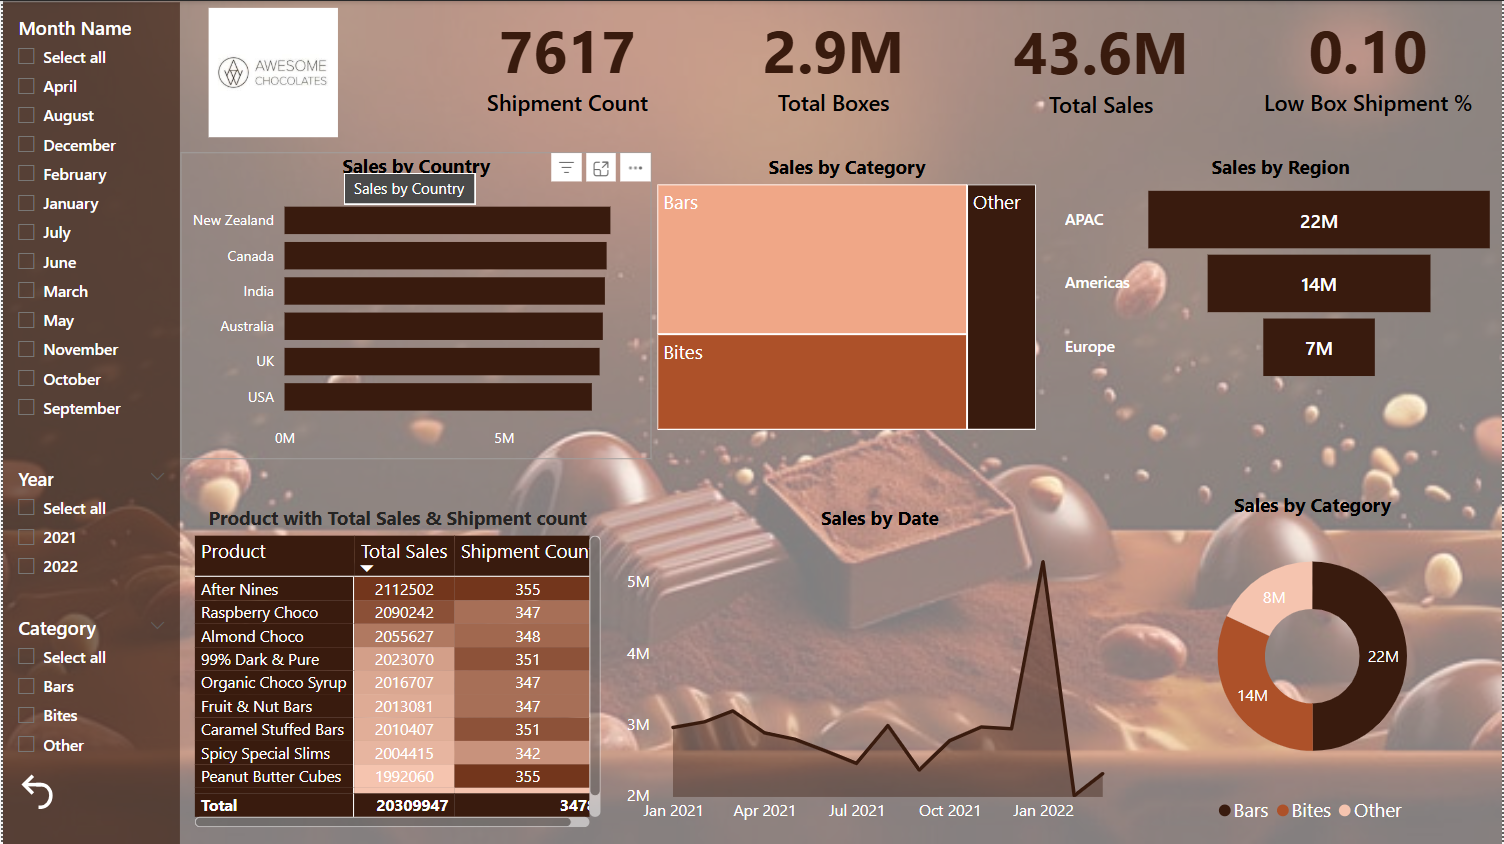 Month Name
Select all
April
August
December
February
January
July
June
March
May
November
October
September
Year
Select all
2021
2022
Category
Select all
Bars
Bites
Other
AWESOME
CHOCOLATES
7617
Shipment Count
2.9M
Total Boxes
43.6M
Total Sales
0.10
Low Box Shipment %
Sales by Country
Sales by Country
New Zealand
Canada
India
Australia
UK
USA
0M 5M
Sales by Category
Bars
Bites
Other
Sales by Region
APAC 22M
Americas 14M
Europe 7M
Product with Total Sales & Shipment count
Product Total Sales Shipment Coun
After Nines 2112502 355
Raspberry Choco 2090242 347
Almond Choco 2055627 348
99% Dark & Pure 2023070 351
Organic Choco Syrup 2016707 347
Fruit & Nut Bars 2013081 347
Caramel Stuffed Bars 2010407 351
Spicy Special Slims 2004415 342
Peanut Butter Cubes 1992060 355
Total 20309947 3478
Sales by Date
5M
4M
3M
2M
Jan 2021 Apr 2021 Jul 2021 Oct 2021 Jan 2022
Sales by Category
8M
22M
14M
Bars Bites Other